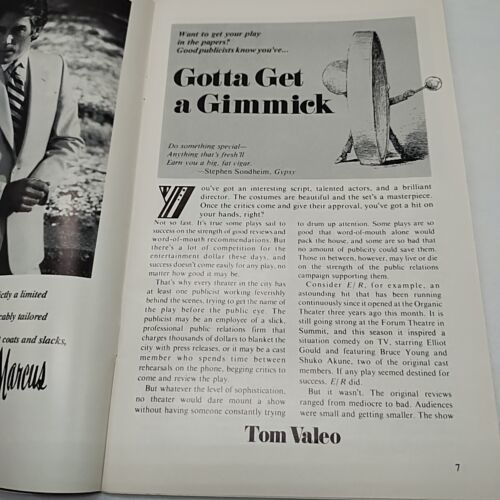 ctly a limited
ably tailored
coats and slacks,
Marcus
Want to get your play
in the papers?
Good publicists know you've...
Gotta Get
a Gimmick
Do something special—
Anything that's fresh'll
Earn you a big, fat vigar.
—Stephen Sondheim, Gypsy
You've got an interesting script, talented actors, and a brilliant
director. The costumes are beautiful and the set's a masterpiece.
Once the critics come and give their approval, you've got a hit on
your hands, right?
Not so fast. It's true some plays sail to
success on the strength of good reviews and
word-of-mouth recommendations. But
there's a lot of competition for the
entertainment dollar these days, and
success doesn't come easily for any play, no
matter how good it may be.
That's why every theater in the city has
at least one publicist working feverishly
behind the scenes, trying to get the name of
the play before the public eye. The
publicist may be an employee of a slick,
professional public relations firm that
charges thousands of dollars to blanket the
city with press releases, or it may be a cast
member who spends time between
rehearsals on the phone, begging critics to
come and review the play.
But whatever the level of sophistication,
no theater would dare mount a show
without having someone constantly trying
to drum up attention. Some plays are so
good that word-of-mouth alone would
pack the house, and some are so bad that
no amount of publicity could save them.
Those in between, however, may live or die
on the strength of the public relations
campaign supporting them.
Consider E/R, for example, an
astounding hit that has been running
continuously since it opened at the Organic
Theater three years ago this month. It is
still going strong at the Forum Theatre in
Summit, and this season it inspired a
situation comedy on TV, starring Elliot
Gould and featuring Bruce Young and
Shuko Akune, two of the original cast
members. If any play seemed destined for
success, E/R did.
But it wasn't. The original reviews
ranged from mediocre to bad. Audiences
were small and getting smaller. The show
Tom Valeo
7